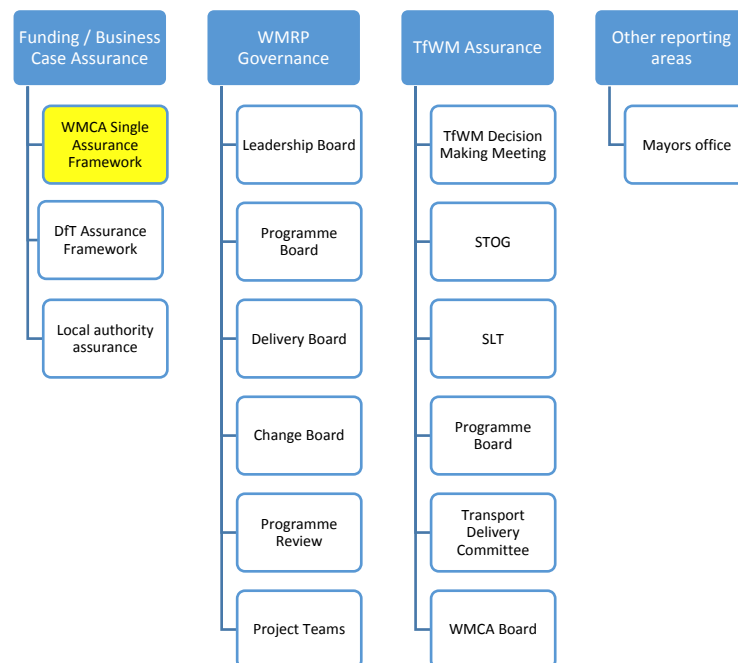 Funding / Business
Case Assurance
WMCA Single
Assurance
Framework
DfT Assurance
Framework
Local authority
assurance
WMRP
Governance
Leadership Board
Programme
Board
Delivery Board
Change Board
Programme
Review
Project Teams
TfWM Assurance
TfWM Decision
Making Meeting
STOG
SLT
Programme
Board
Transport
Delivery
Committee
WMCA Board
Other reporting
areas
Mayors office